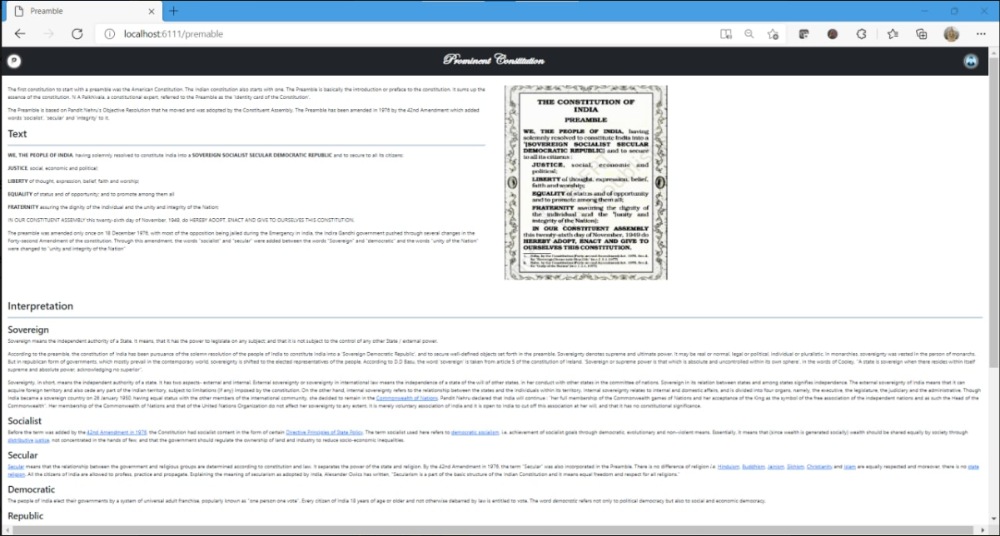 Preamble
localhost:6111/premable
P
Prominent Constitution
The first constitution to start with a preamble was the American Constitution. The Indian constitution also starts with one. The Preamble is basically the introduction or preface to the constitution. It sums up the
essence of the constitution. N A Palkhivala, a constitutional expert, referred to the Preamble as the 'identity card of the Constitution'.
The Preamble is based on Pandit Nehru's Objective Resolution that he moved and was adopted by the Constituent Assembly. The Preamble has been amended in 1976 by the 42nd Amendment which added
words 'socialist', 'secular' and 'integrity' to it.
Text
WE, THE PEOPLE OF INDIA, having solemnly resolved to constitute India into a SOVEREIGN SOCIALIST SECULAR DEMOCRATIC REPUBLIC and to secure to all its citizens:
JUSTICE, social, economic and political;
LIBERTY of thought, expression, belief, faith and worship;
EQUALITY of status and of opportunity; and to promote among them all
FRATERNITY assuring the dignity of the individual and the unity and integrity of the Nation;
IN OUR CONSTITUENT ASSEMBLY this twenty-sixth day of November, 1949, do HEREBY ADOPT, ENACT AND GIVE TO OURSELVES THIS CONSTITUTION.
The preamble was amended only once on 18 December 1976, with most of the opposition being jailed during the Emergency in India, the Indira Gandhi government pushed through several changes in the
Forty-second Amendment of the constitution. Through this amendment, the words "socialist" and "secular" were added between the words "Sovereign" and "democratic" and the words "unity of the Nation"
were changed to "unity and integrity of the Nation"
THE CONSTITUTION OF
INDIA
PREAMBLE
WE, THE PEOPLE OF INDIA, having
solemnly resolved to constitute India into a
[SOVEREIGN SOCIALIST SECULAR
DEMOCRATIC REPUBLIC] and to secure
to all its citizens :
JUSTICE, social, economic and
political;
LIBERTY of thought, expression, belief,
faith and worship;
EQUALITY of status and of opportunity
and to promote among them all;
FRATERNITY assuring the dignity of
the individual and the [unity and
integrity of the Nation];
IN OUR CONSTITUENT ASSEMBLY
this twenty-sixth day of November, 1949 do
HEREBY ADOPT, ENACT AND GIVE TO
OURSELVES THIS CONSTITUTION.
Interpretation
Sovereign
Sovereign means the independent authority of a State. It means, that it has the power to legislate on any subject; and that it is not subject to the control of any other State / external power.
According to the preamble, the constitution of India has been pursuance of the solemn resolution of the people of India to constitute India into a 'Sovereign Democratic Republic', and to secure well-defined objects set forth in the preamble. Sovereignty denotes supreme and ultimate power. It may be real or normal, legal or political, individual or pluralistic. In monarchies, sovereignty was vested in the person of monarchs.
But in republican form of governments, which mostly prevail in the contemporary world, sovereignty is shifted to the elected representatives of the people. According to D.D Basu, the word 'sovereign' is taken from article 5 of the constitution of Ireland. 'Sovereign or supreme power is that which is absolute and uncontrolled within its own sphere'. In the words of Cooley, "A state is sovereign when there resides within itself
supreme and absolute power, acknowledging no superior".
Sovereignty, in short, means the independent authority of a state. It has two aspects- external and internal. External sovereignty or sovereignty in international law means the independence of a state of the will of other states, in her conduct with other states in the committee of nations. Sovereign in its relation between states and among states signifies independence. The external sovereignty of India means that it can
acquire foreign territory and also cede any part of the Indian territory, subject to limitations (if any) imposed by the constitution. On the other hand, internal sovereignty refers to the relationship between the states and the individuals within its territory. Internal sovereignty relates to internal and domestic affairs, and is divided into four organs, namely, the executive, the legislature, the judiciary and the administrative. Though
India became a sovereign country on 26 January 1950, having equal status with the other members of the international community, she decided to remain in the Commonwealth of Nations. Pandit Nehru declared that India will continue : "her full membership of the Commonwealth games of Nations and her acceptance of the King as the symbol of the free association of the independent nations and as such the Head of the
Commonwealth". Her membership of the Commonwealth of Nations and that of the United Nations Organization do not affect her sovereignty to any extent. It is merely voluntary association of India and it is open to India to cut off this association at her will, and that it has no constitutional significance.
Socialist
Before the term was added by the 42nd Amendment in 1976, the Constitution had socialist content in the form of certain Directive Principles of State Policy. The term socialist used here refers to democratic socialism, i.e. achievement of socialist goals through democratic, evolutionary and non-violent means. Essentially, it means that (since wealth is generated socially) wealth should be shared equally by society through
distributive justice, not concentrated in the hands of few, and that the government should regulate the ownership of land and industry to reduce socio-economic inequalities.
Secular
Secular means that the relationship between the government and religious groups are determined according to constitution and law. It separates the power of the state and religion. By the 42nd Amendment in 1976, the term "Secular" was also incorporated in the Preamble. There is no difference of religion i.e. Hinduism, Buddhism, Jainism, Sikhism, Christianity and Islam are equally respected and moreover, there is no state
religion. All the citizens of India are allowed to profess, practice and propagate. Explaining the meaning of secularism as adopted by India, Alexander Owics has written, "Secularism is a part of the basic structure of the Indian Constitution and it means equal freedom and respect for all religions."
Democratic
The people of India elect their governments by a system of universal adult franchise, popularly known as "one person one vote". Every citizen of India 18 years of age or older and not otherwise debarred by law is entitled to vote. The word democratic refers not only to political democracy but also to social and economic democracy.
Republic